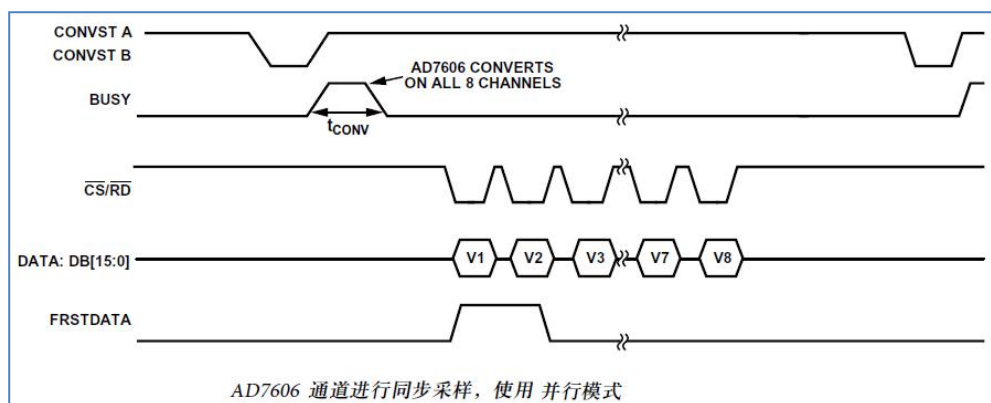 CONVST A
CONVST B
AD7606 CONVERTS
ON ALL 8 CHANNELS
BUSY
tCONV
CS/RD
DATA: DB[15:0]
V1 V2 V3 V7 V8
FRSTDATA
AD7606 通道进行同步采样，使用 并行模式